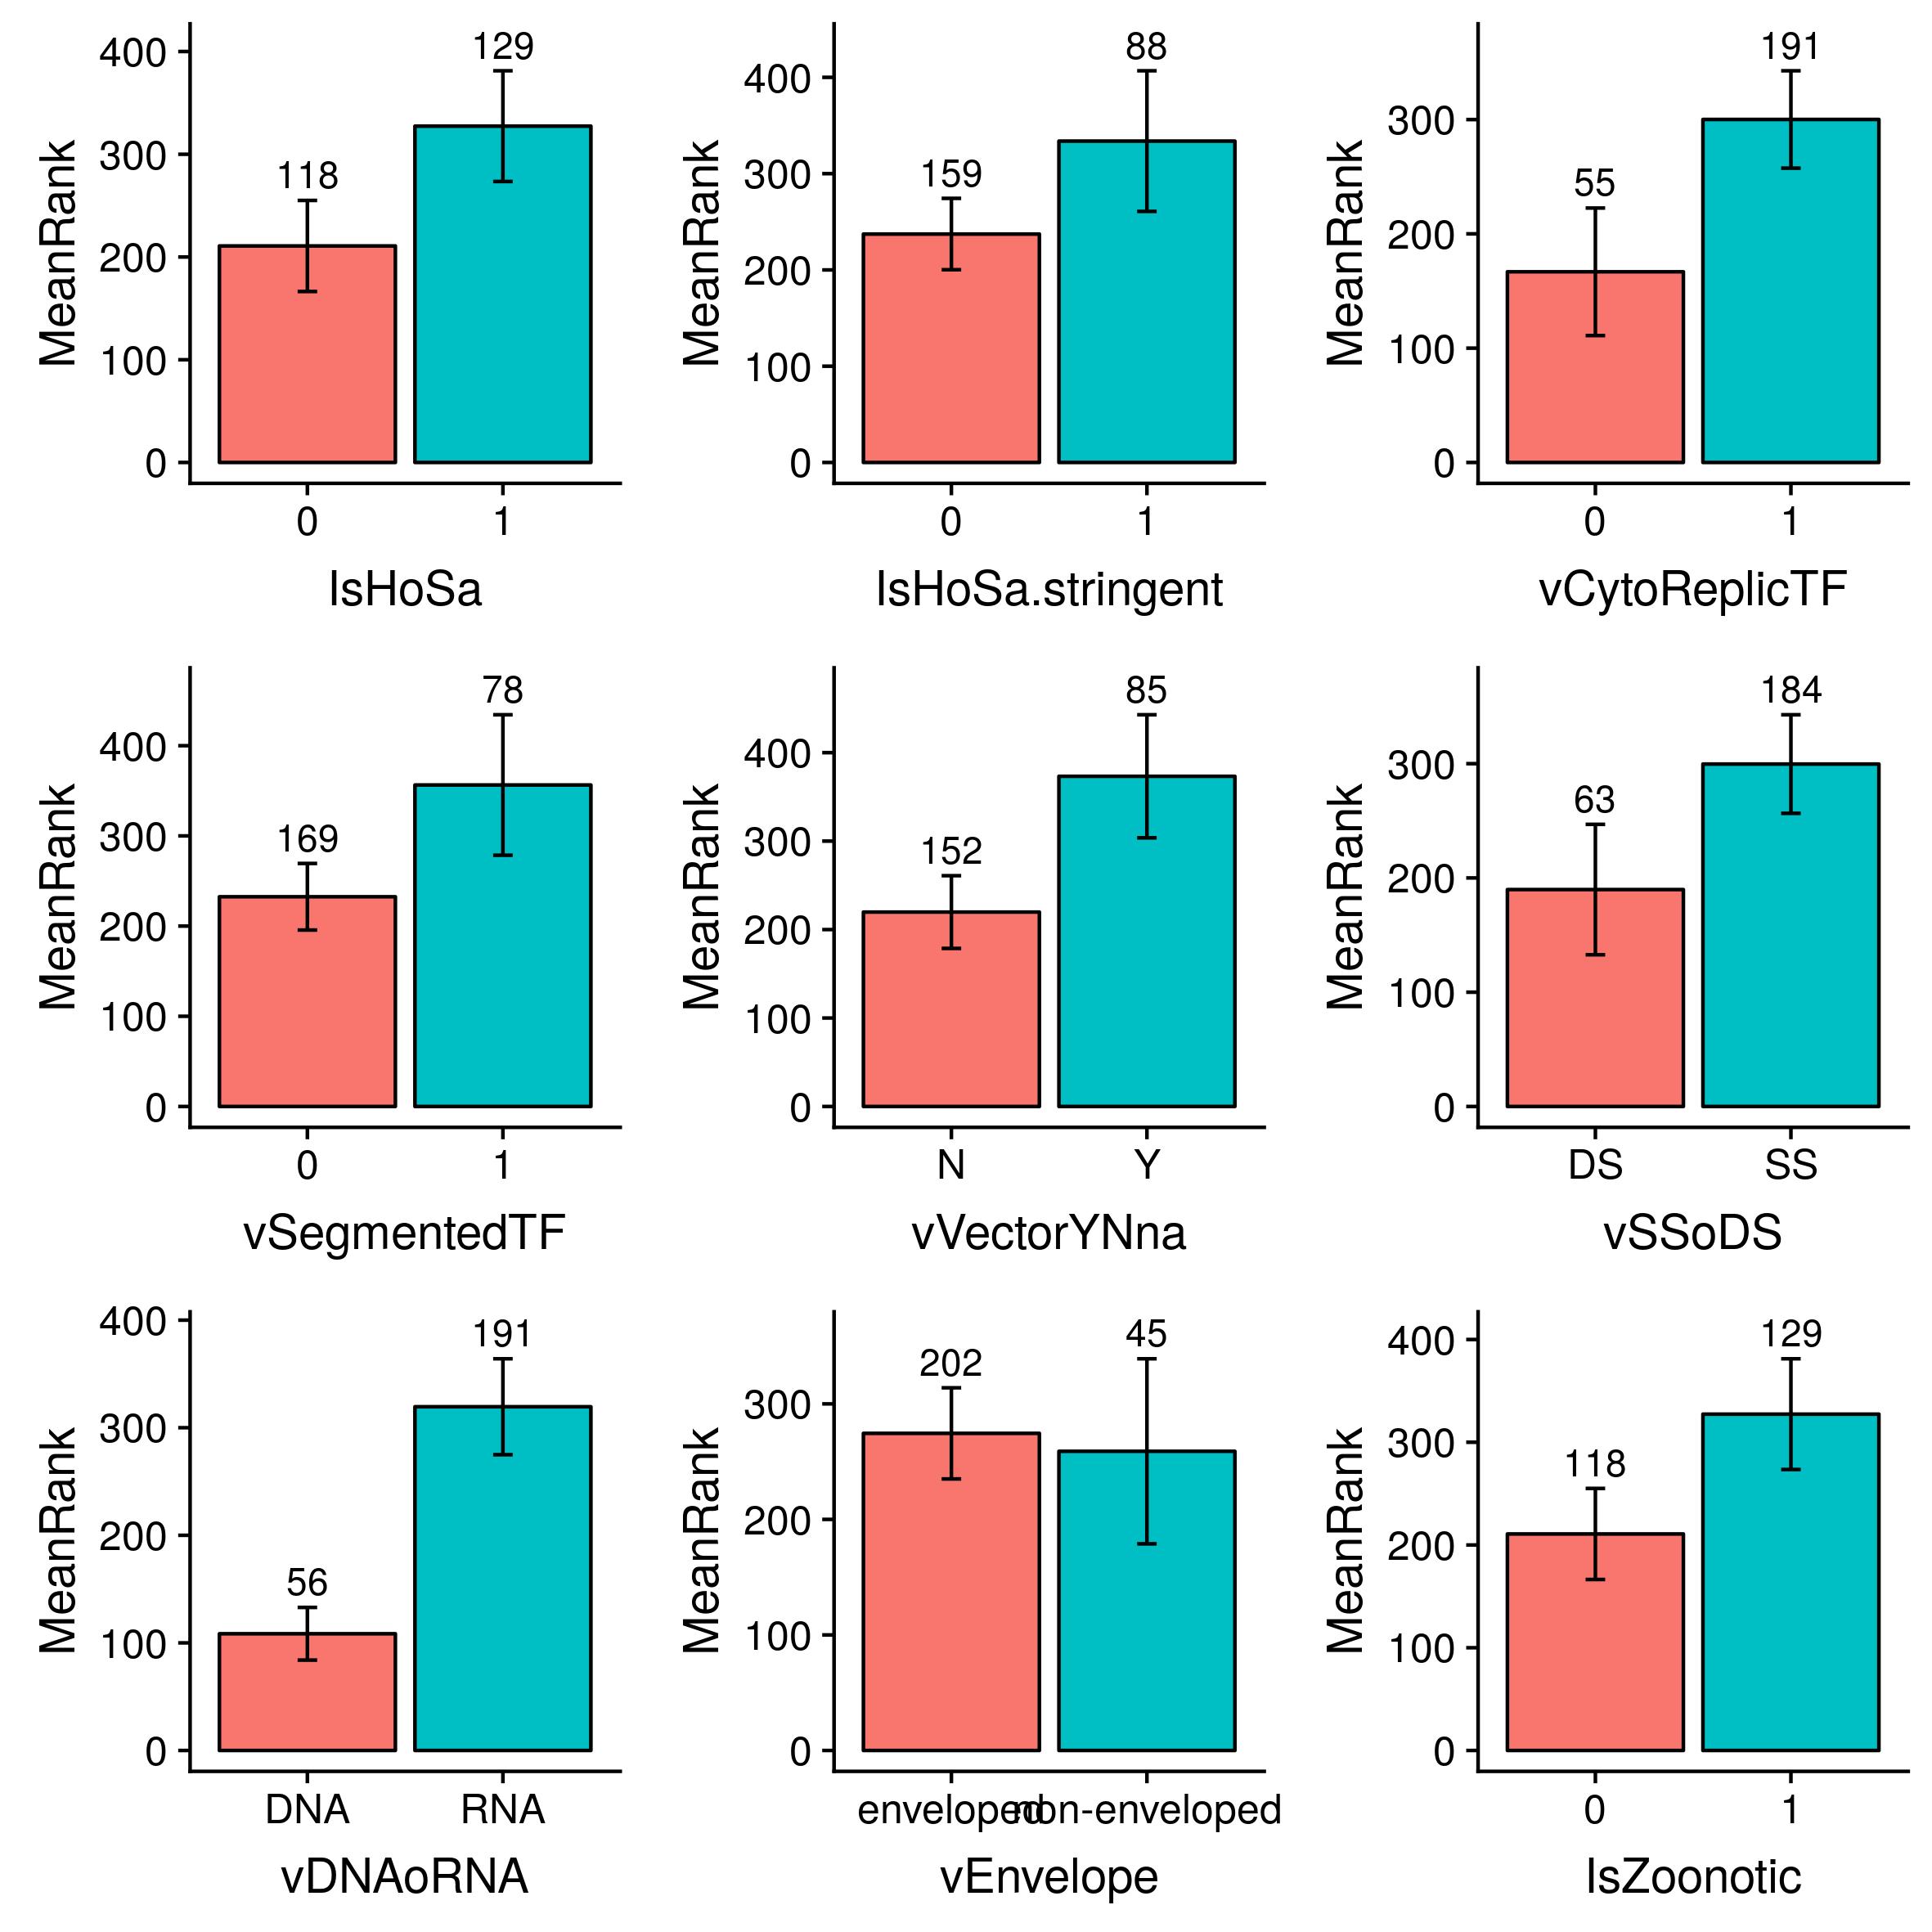 MeanRank
400
300
200
100
0
118
129
0 1
IsHoSa
MeanRank
400
300
200
100
0
159
88
0 1
IsHoSa.stringent
MeanRank
300
200
100
0
55
191
0 1
vCytoReplicTF
MeanRank
400
300
200
100
0
169
78
0 1
vSegmentedTF
MeanRank
400
300
200
100
0
152
85
N Y
vVectorYNna
MeanRank
300
200
100
0
63
184
DS SS
vSSoDS
MeanRank
400
300
200
100
0
56
191
DNA RNA
vDNAoRNA
MeanRank
300
200
100
0
202
45
enveloped non-enveloped
vEnvelope
MeanRank
400
300
200
100
0
118
129
0 1
IsZoonotic